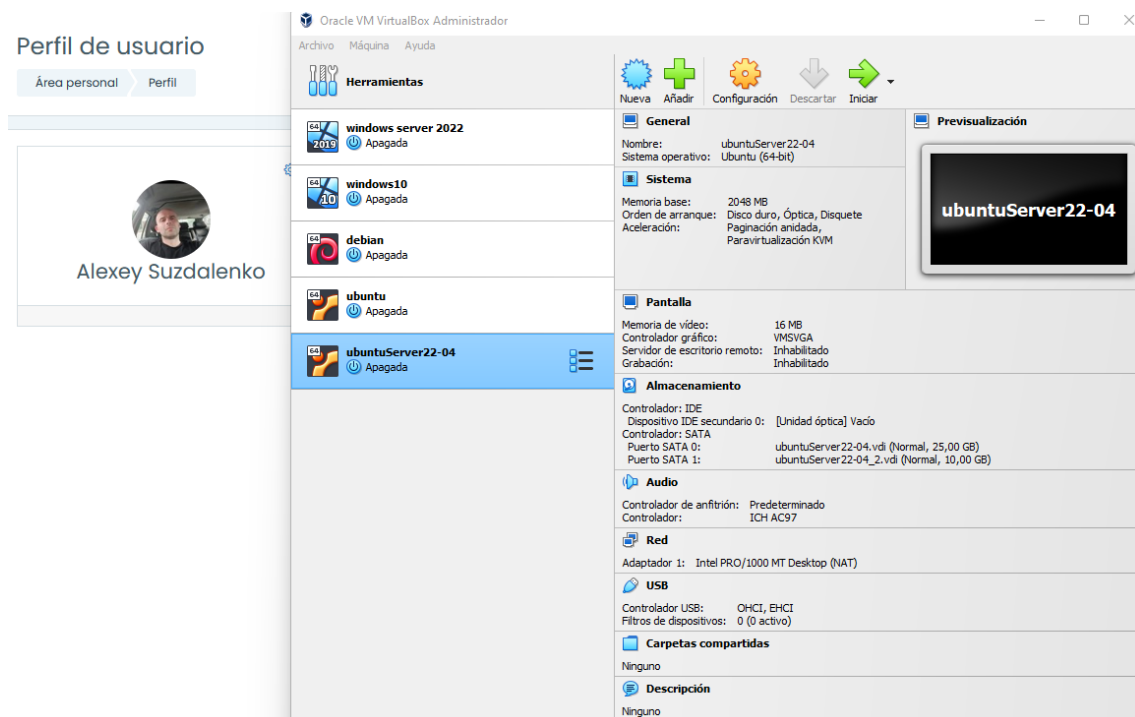 Perfil de usuario
Área personal Perfil
Alexey Suzdalenko
Oracle VM VirtualBox Administrador
Archivo Máquina Ayuda
Herramientas
64
2019
windows server 2022
Apagada
64
10
windows10
Apagada
64
debian
Apagada
64
ubuntu
Apagada
64
ubuntuServer22-04
Apagada
Nueva Añadir Configuración Descartar Iniciar
General
Nombre: ubuntuServer22-04
Sistema operativo: Ubuntu (64-bit)
Sistema
Memoria base: 2048 MB
Orden de arranque: Disco duro, Óptica, Disquete
Aceleración: Paginación anidada,
Paravirtualización KVM
Previsualización
ubuntuServer22-04
Pantalla
Memoria de vídeo: 16 MB
Controlador gráfico: VMSVGA
Servidor de escritorio remoto: Inhabilitado
Grabación: Inhabilitado
Almacenamiento
Controlador: IDE
Dispositivo IDE secundario 0: [Unidad óptica] Vacío
Controlador: SATA
Puerto SATA 0: ubuntuServer22-04.vdi (Normal, 25,00 GB)
Puerto SATA 1: ubuntuServer22-04_2.vdi (Normal, 10,00 GB)
Audio
Controlador de anfitrión: Predeterminado
Controlador: ICH AC97
Red
Adaptador 1: Intel PRO/1000 MT Desktop (NAT)
USB
Controlador USB: OHCI, EHCI
Filtros de dispositivos: 0 (0 activo)
Carpetas compartidas
Ninguno
Descripción
Ninguno